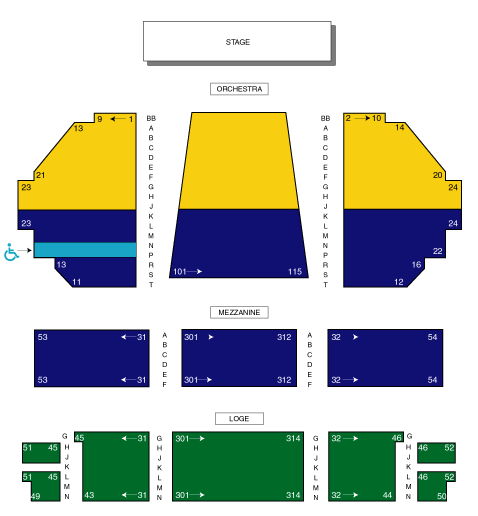 STAGE
ORCHESTRA
9 1 BB 2 10
13 A 14
B
C
D
E
21 F 20
23 G 24
H
J
K
23 L 24
M
N 22
13 P 16
101 115 R
11 S 12
T
BB
A
B
C
D
E
F
G
H
J
K
L
M
N
P
R
S
T
MEZZANINE
53 31 A 301 312 A 32 54
B B
C C
D D
E E
53 31 F 301 312 F 32 54
LOGE
G 45 31 G 301 314 G 32 46 G
51 45 H H H H 46 52
J J J J
K K K K
51 45 L L L L 46 52
M M M M
49 N 43 31 N 301 314 N 32 44 N 50